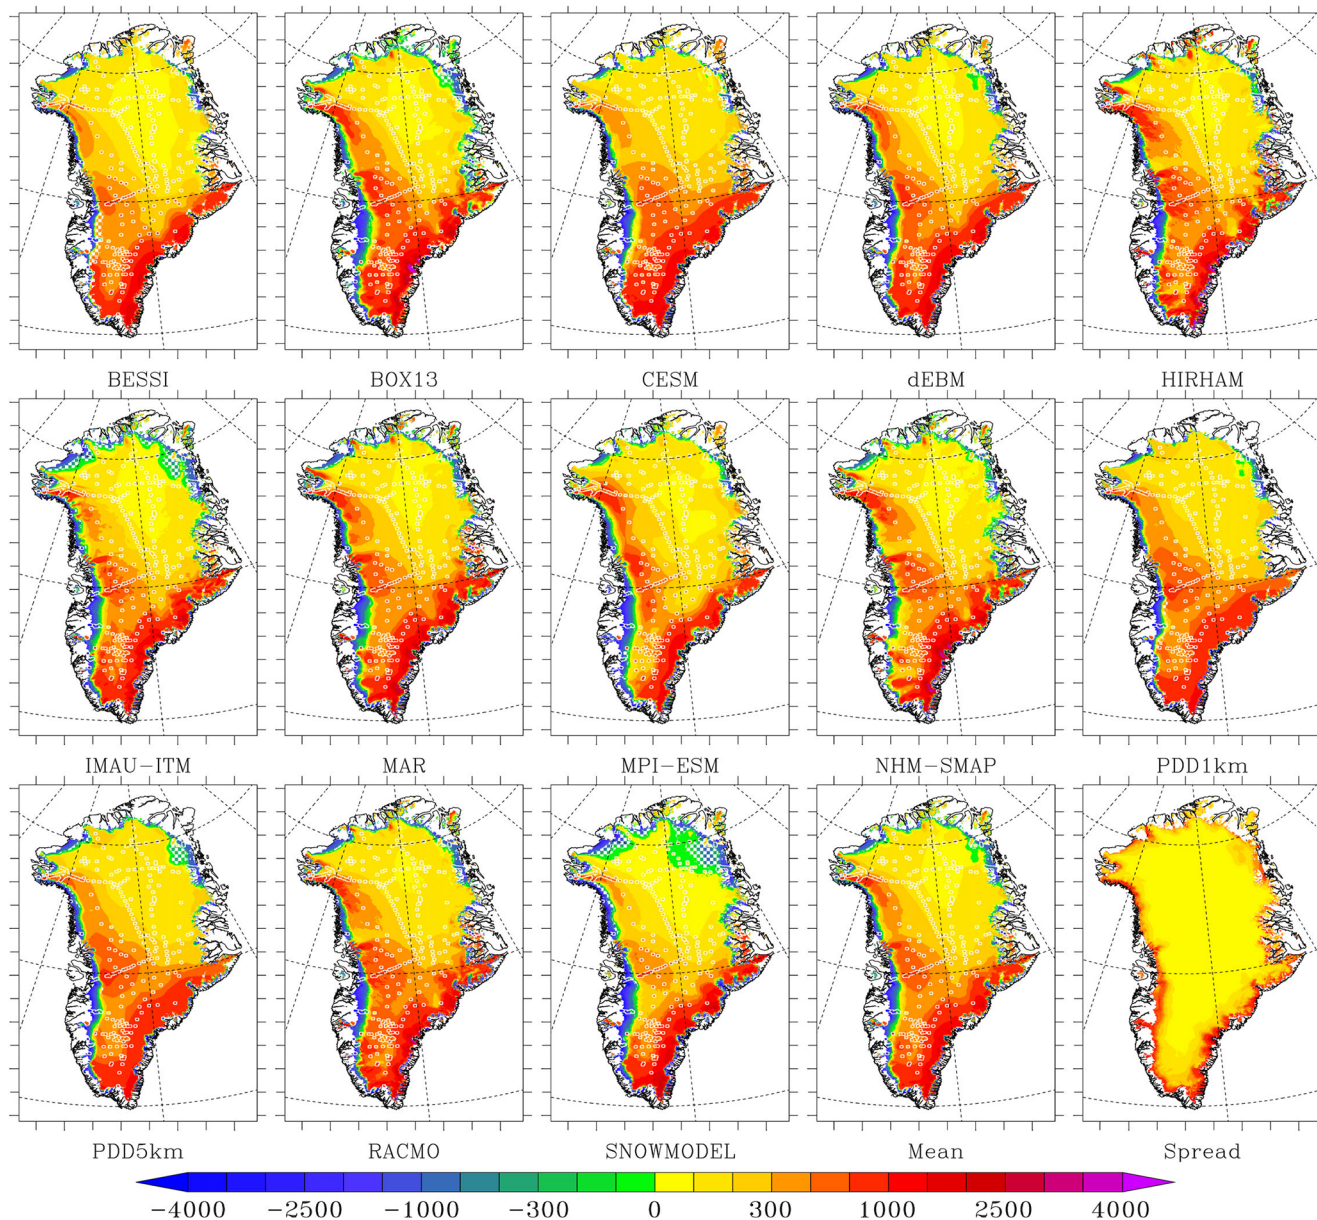 BESSI BOX13 CESM dEBM HIRHAM
IMAU-ITM MAR MPI-ESM NHM-SMAP PDD1km
PDD5km RACMO SNOWMODEL Mean Spread
-4000 -2500 -1000 -300 0 300 1000 2500 4000